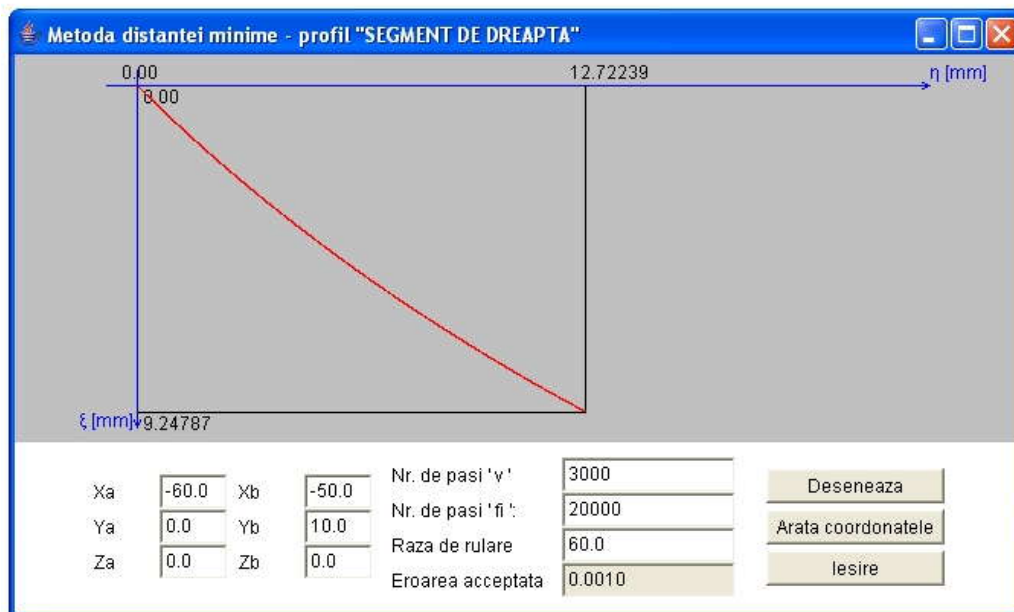 Metoda distantei minime - profil "SEGMENT DE DREAPTA"
0.00 12.72239 η [mm]
0.00
ξ [mm] 9.24787
Xa -60.0 Xb -50.0
Ya 0.0 Yb 10.0
Za 0.0 Zb 0.0
Nr. de pasi 'v' 3000
Nr. de pasi 'fi': 20000
Raza de rulare 60.0
Eroarea acceptata 0.0010
Deseneaza
Arata coordonatele
Iesire